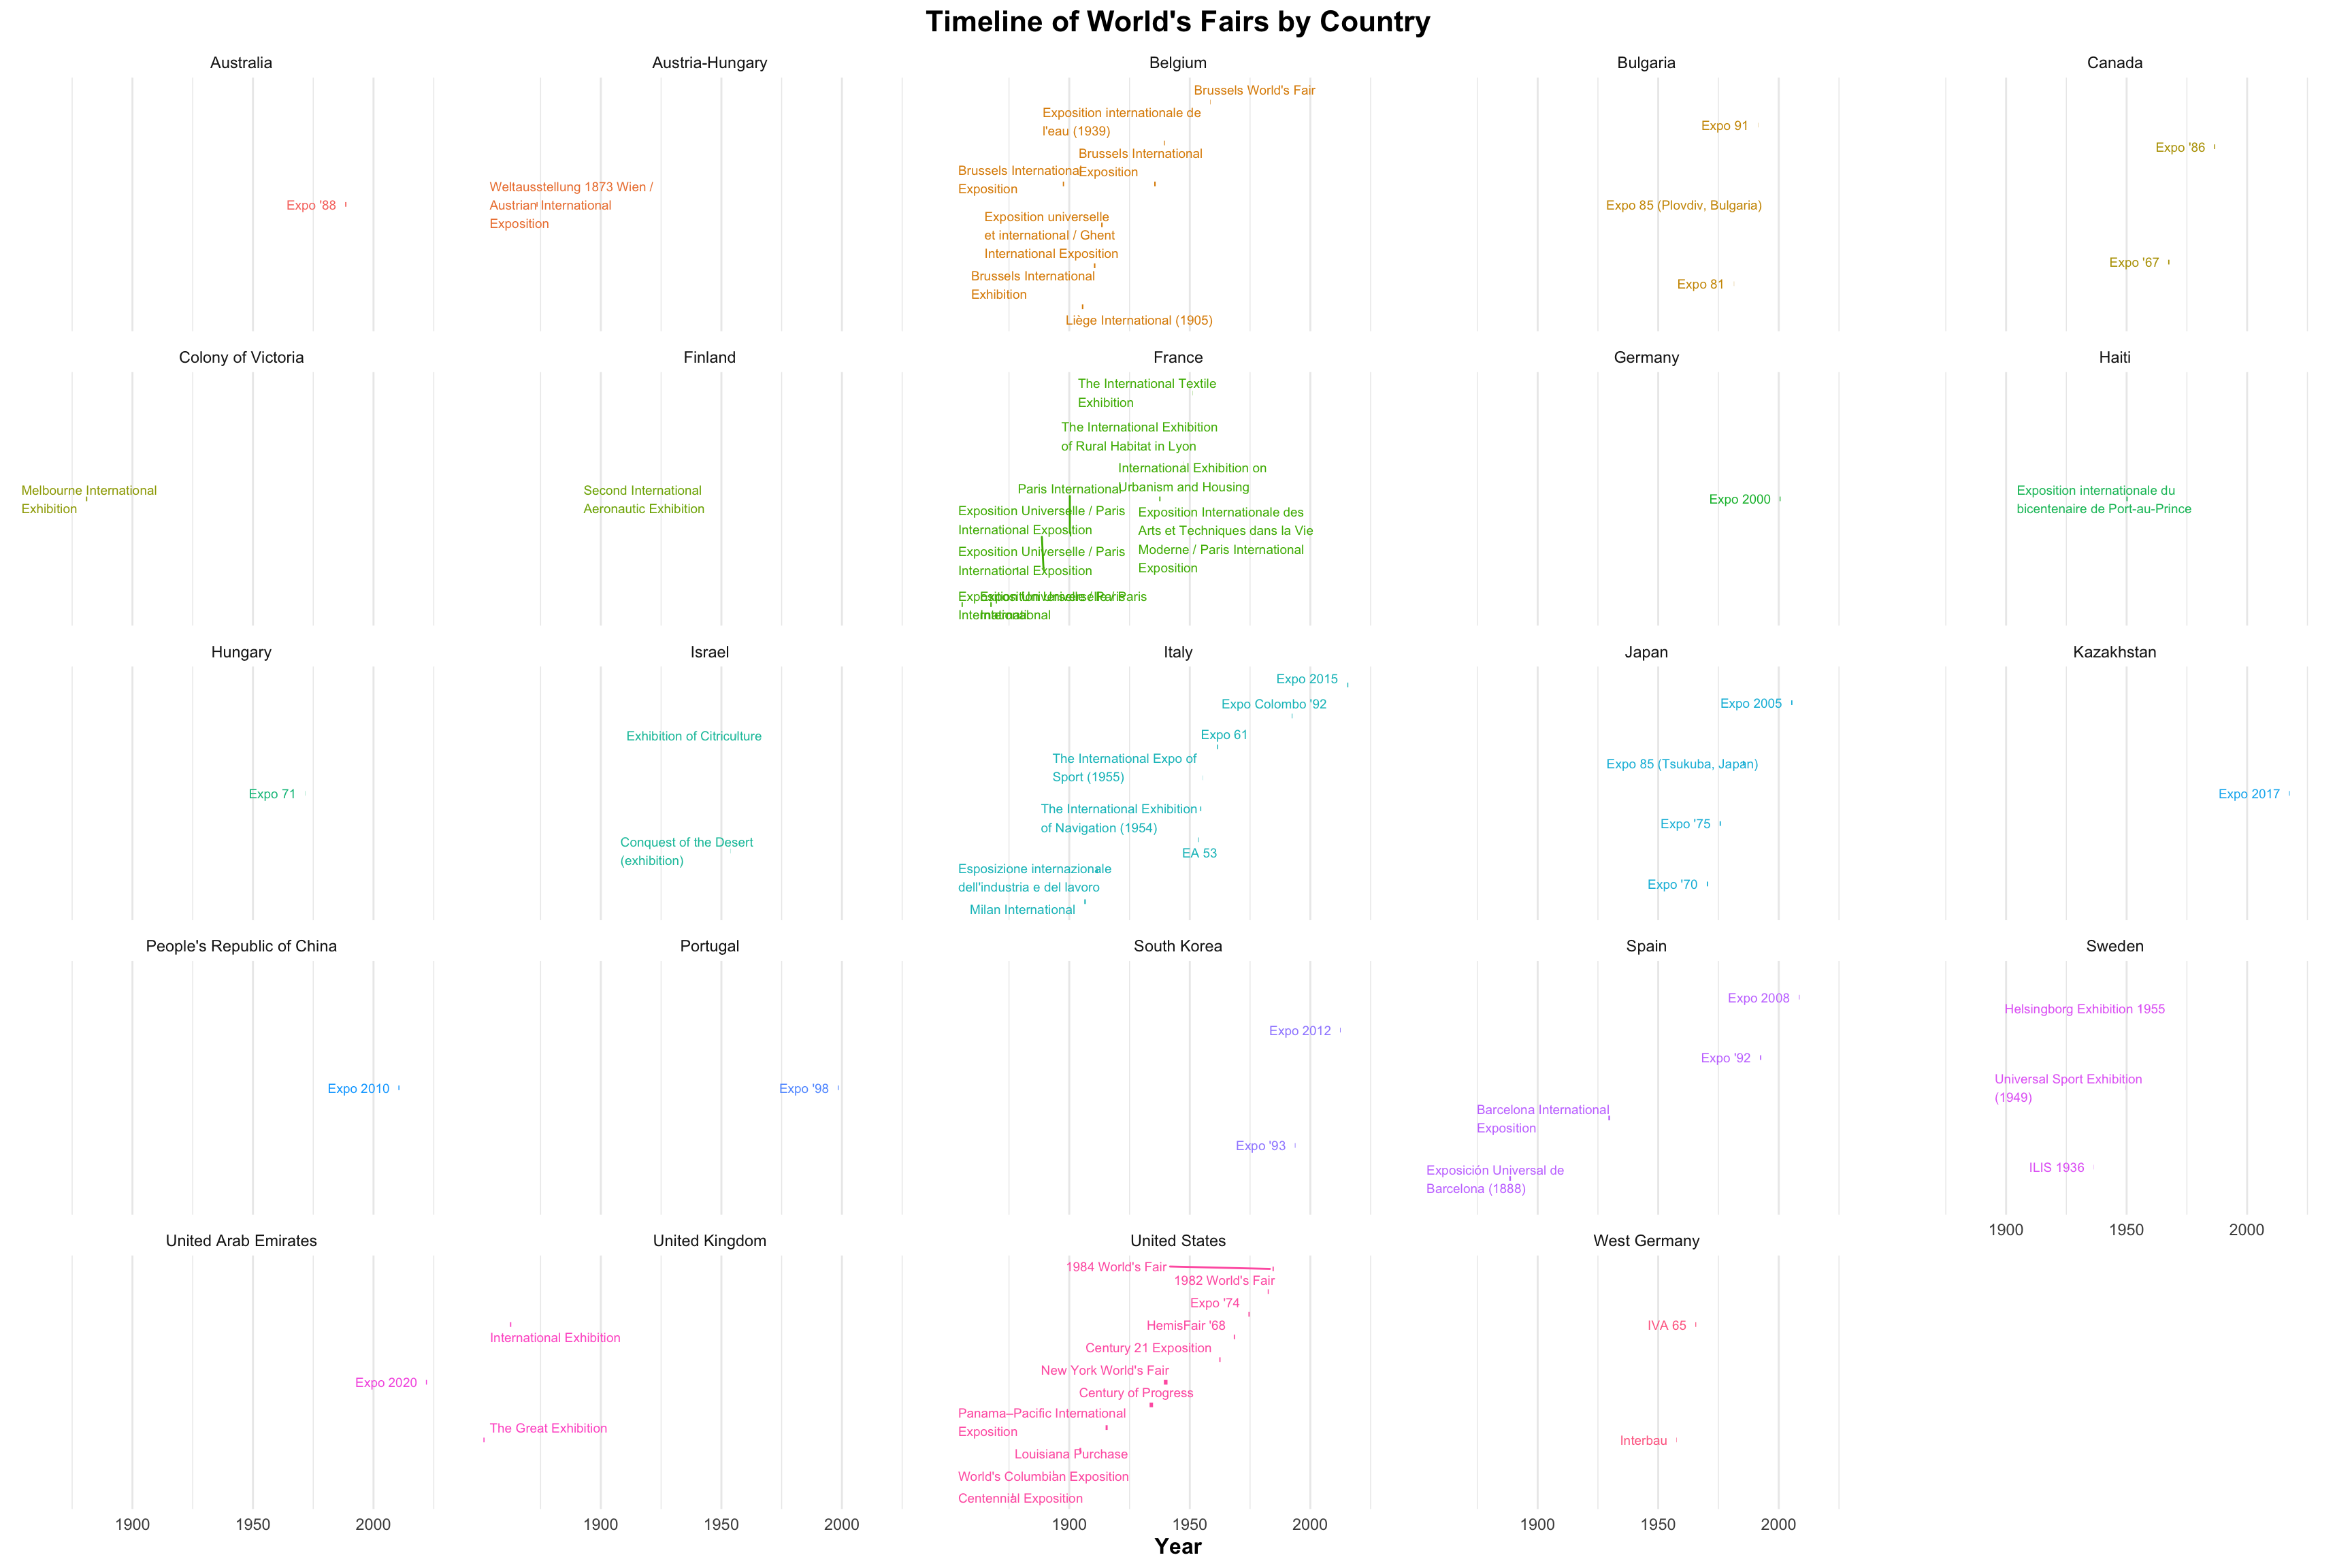 Timeline of World's Fairs by Country
Australia
Expo '88
Austria-Hungary
Weltausstellung 1873 Wien /
Austrian International
Exposition
Belgium
Brussels World's Fair
Exposition internationale de
l'eau (1939)
Brussels International
Exposition
Brussels International
Exposition
Exposition universelle
et international / Ghent
International Exposition
Brussels International
Exhibition
Liège International (1905)
Bulgaria
Expo 91
Expo 85 (Plovdiv, Bulgaria)
Expo 81
Canada
Expo '86
Expo '67
Colony of Victoria
Melbourne International
Exhibition
Finland
Second International
Aeronautic Exhibition
France
The International Textile
Exhibition
The International Exhibition
of Rural Habitat in Lyon
International Exhibition on
Urbanism and Housing
Paris International
Exposition Universelle / Paris
International Exposition
Exposition Internationale des
Arts et Techniques dans la Vie
Moderne / Paris International
Exposition
Exposition Universelle / Paris
International Exposition
Exposition Universelle / Paris
International
Exposition Universelle / Paris
International
Germany
Expo 2000
Haiti
Exposition internationale du
bicentenaire de Port-au-Prince
Hungary
Expo 71
Israel
Exhibition of Citriculture
Conquest of the Desert
(exhibition)
Italy
Expo 2015
Expo Colombo '92
Expo 61
The International Expo of
Sport (1955)
The International Exhibition
of Navigation (1954)
EA 53
Esposizione internazionale
dell'industria e del lavoro
Milan International
Japan
Expo 2005
Expo 85 (Tsukuba, Japan)
Expo '75
Expo '70
Kazakhstan
Expo 2017
People's Republic of China
Expo 2010
Portugal
Expo '98
South Korea
Expo 2012
Expo '93
Spain
Expo 2008
Expo '92
Barcelona International
Exposition
Exposición Universal de
Barcelona (1888)
Sweden
Helsingborg Exhibition 1955
Universal Sport Exhibition
(1949)
ILIS 1936
1900 1950 2000
United Arab Emirates
Expo 2020
United Kingdom
International Exhibition
The Great Exhibition
United States
1984 World's Fair
1982 World's Fair
Expo '74
HemisFair '68
Century 21 Exposition
New York World's Fair
Century of Progress
Panama–Pacific International
Exposition
Louisiana Purchase
World's Columbian Exposition
Centennial Exposition
West Germany
IVA 65
Interbau
1900 1950 2000 1900 1950 2000 1900 1950 2000 1900 1950 2000
Year